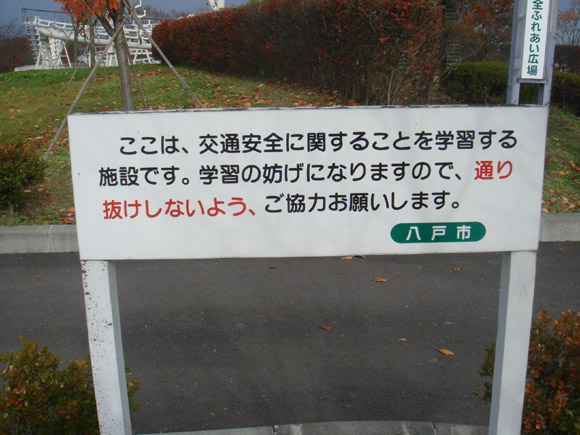 ここは、交通安全に関することを学習する
施設です。学習の妨げになりますので、通り
抜けしないよう、ご協力お願いします。
八戸市
全ふれあい広場